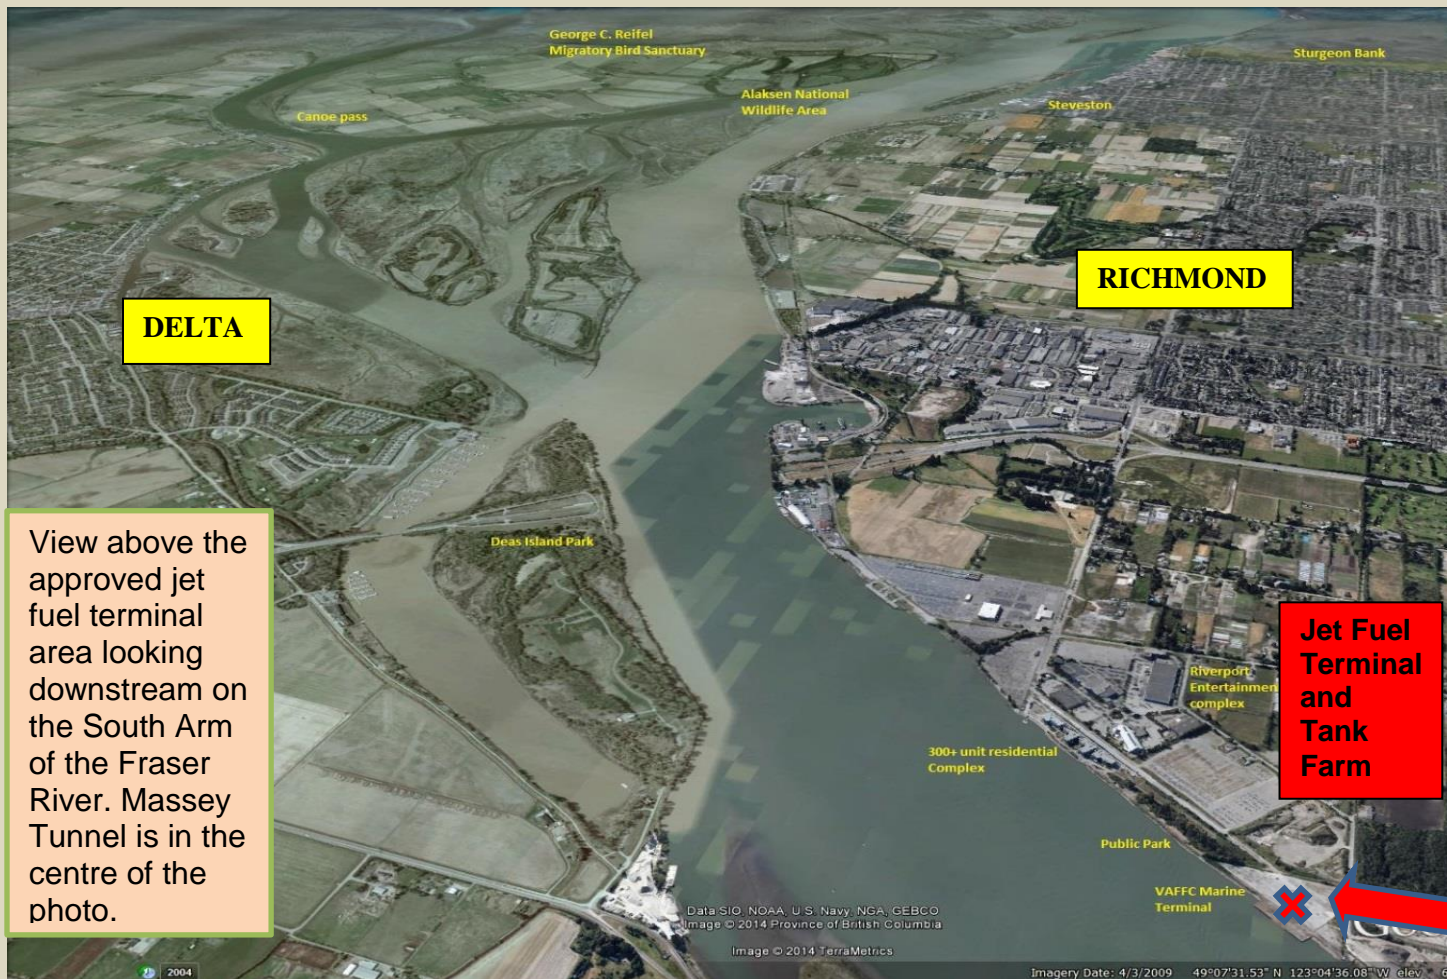 George C. Reifel
Migratory Bird Sanctuary
Sturgeon Bank
Alaksen National
Wildlife Area
Steveston
Canoe pass
RICHMOND
DELTA
View above the
approved jet
fuel terminal
area looking
downstream on
the South Arm
of the Fraser
River. Massey
Tunnel is in the
centre of the
photo.
Deas Island Park
Jet Fuel
Terminal
and
Tank
Farm
Riverport
Entertainmen
complex
300+ unit residential
Complex
Public Park
VAFFC Marine
Terminal
Data SIO, NOAA, U.S. Navy, NGA, GEBCO
Image © 2014 Province of British Columbia
Image © 2014 TerraMetrics
2004
Imagery Date: 4/3/2009 49°07'31.53" N 123°04'36.08" W elev